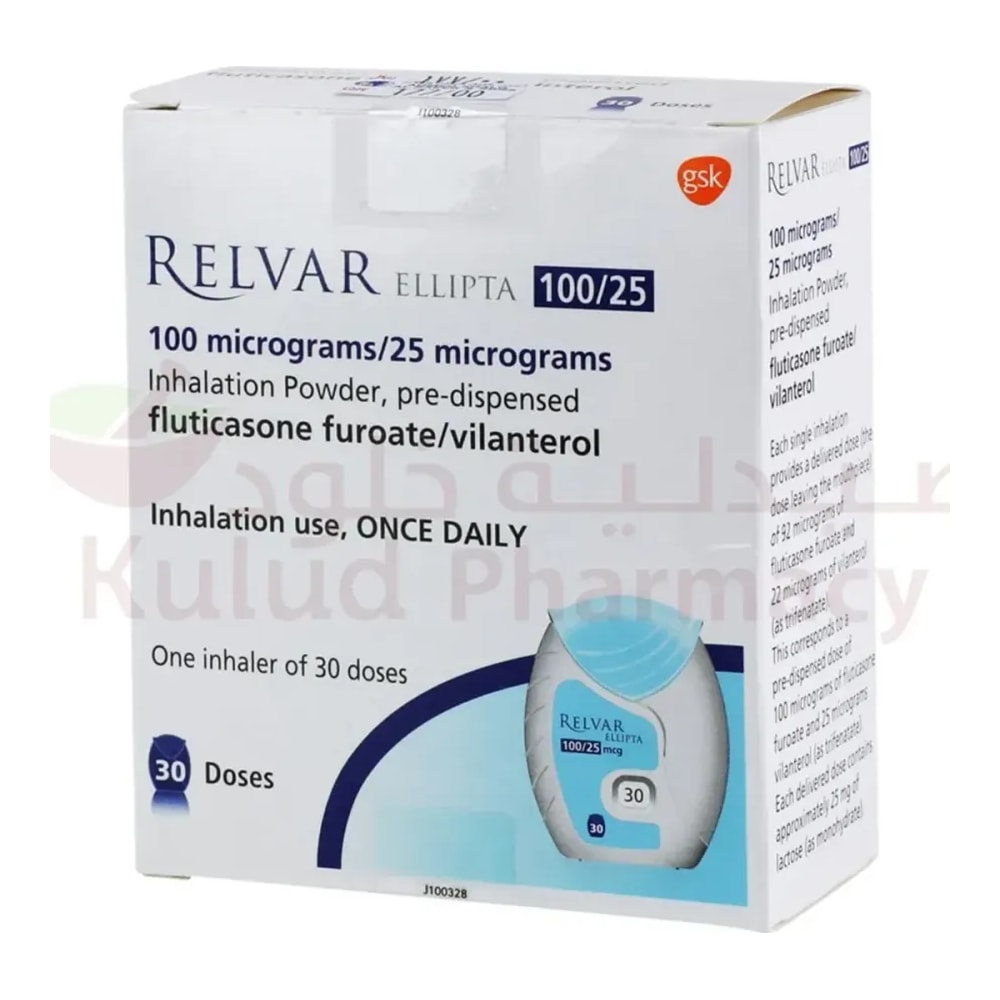 fluticasone
30 Doses
J100328
gsk
RELVAR ELLIPTA 100/25
100 micrograms/25 micrograms
Inhalation Powder, pre-dispensed
fluticasone furoate/vilanterol
Inhalation use, ONCE DAILY
One inhaler of 30 doses
30 Doses
RELVAR
ELLIPTA
100/25 mcg
30
30
J100328
RELVAR ELLIPTA 100/25
100 micrograms/
25 micrograms
Inhalation Powder,
pre-dispensed
fluticasone furoate/
vilanterol
Each single inhalation
provides a delivered dose (the
dose leaving the mouthpiece)
of 92 micrograms of
fluticasone furoate and
22 micrograms of vilanterol
(as trifenatate).
This corresponds to a
pre-dispensed dose of
100 micrograms of fluticasone
furoate and 25 micrograms
vilanterol (as trifenatate).
Each delivered dose contains
approximately 25 mg of
lactose (as monohydrate).
صيدلية خلود
Kulud Pharmacy